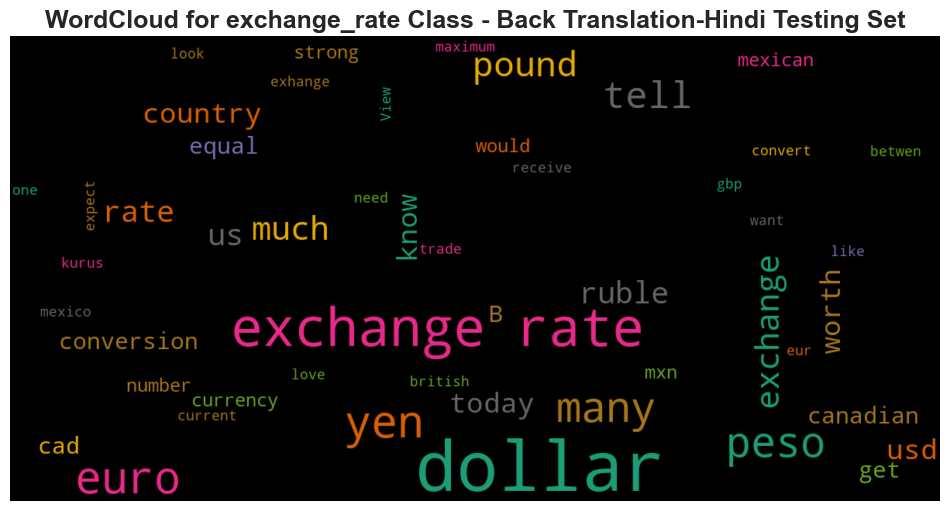 WordCloud for exchange_rate Class - Back Translation-Hindi Testing Set
look
strong
maximum
pound
mexican
exhange
View
tell
country
equal
would
receive
convert
betwen
one
expect
rate
need
know
gbp
us
much
trade
want
like
kurus
mexico
ruble
exchange
worth
exchange rate
B
conversion
eur
number
love
british
mxn
currency
current
today
many
canadian
yen
cad
peso
usd
euro
dollar
get